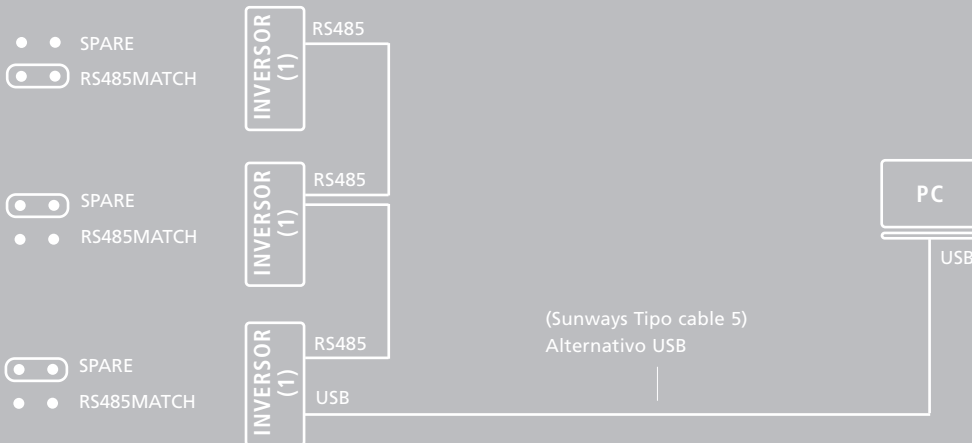 SPARE
RS485MATCH
INVERSOR
(1)
RS485
SPARE
RS485MATCH
INVERSOR
(1)
RS485
PC
USB
(Sunways Tipo cable 5)
Alternativo USB
SPARE
RS485MATCH
INVERSOR
(1)
RS485
USB